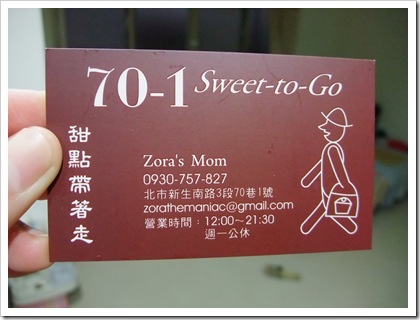 70-1 Sweet-to-Go
甜點帶著走
Zora's Mom
0930-757-827
北市新生南路3段70巷1號
zorathemaniac@gmail.com
營業時間：12:00~21:30
週一公休